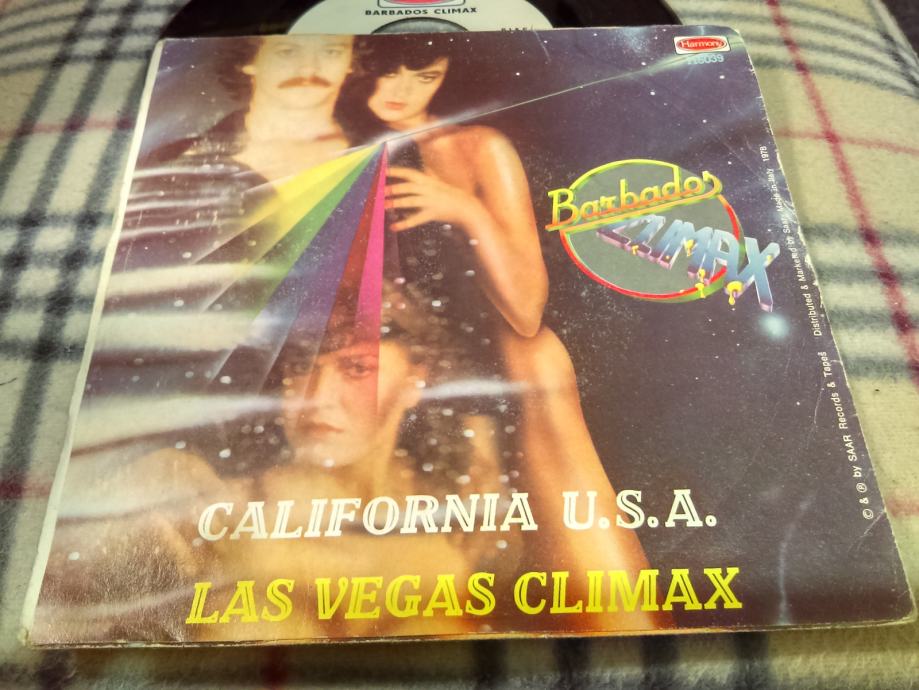 BARBADOS CLIMAX
Harmony
116039
Barbados
CLIMAX
© & ℗ by SAAR Records & Tapes Distributed & Marketed by Saar Made in Italy 1978
CALIFORNIA U.S.A.
LAS VEGAS CLIMAX